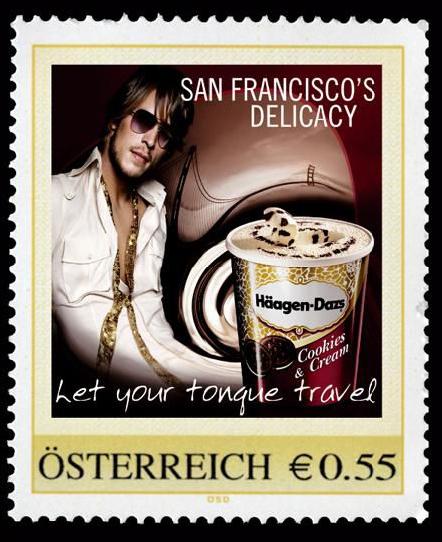 SAN FRANCISCO'S
DELICACY
Häagen-Dazs
Cookies
& Cream
Let your tongue travel
ÖSTERREICH €0.55
OSD